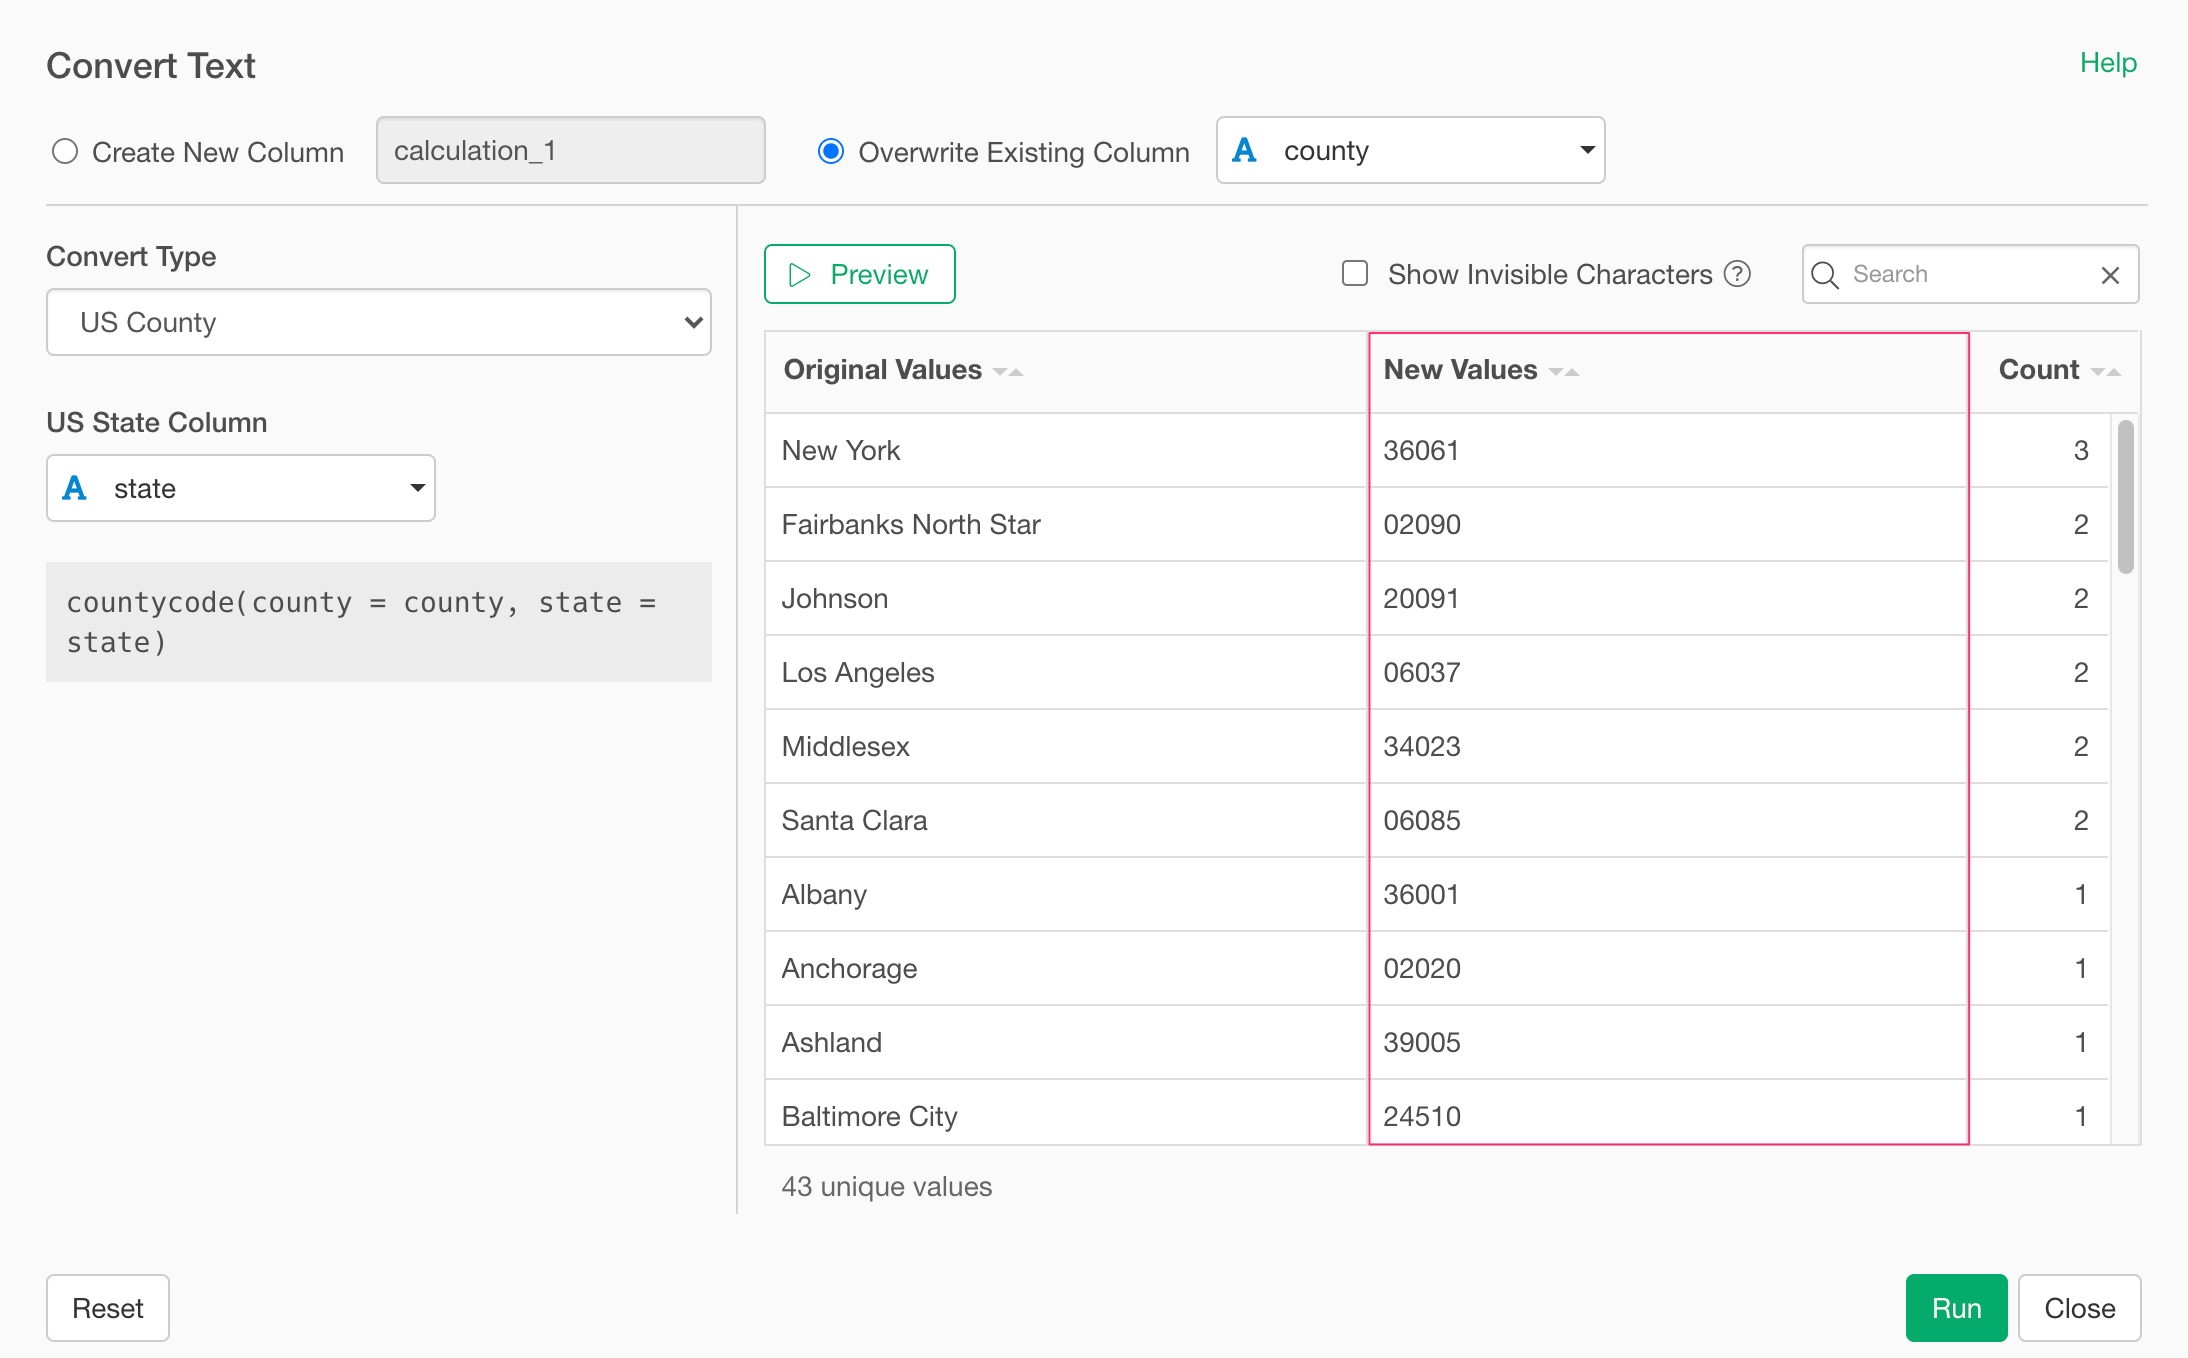 Convert Text
Help
Create New Column
calculation_1
Overwrite Existing Column
A county
Convert Type
US County
US State Column
A state
countycode(county = county, state =
state)
Preview
Show Invisible Characters ?
Search
Original Values New Values Count
New York 36061 3
Fairbanks North Star 02090 2
Johnson 20091 2
Los Angeles 06037 2
Middlesex 34023 2
Santa Clara 06085 2
Albany 36001 1
Anchorage 02020 1
Ashland 39005 1
Baltimore City 24510 1
43 unique values
Reset
Run
Close